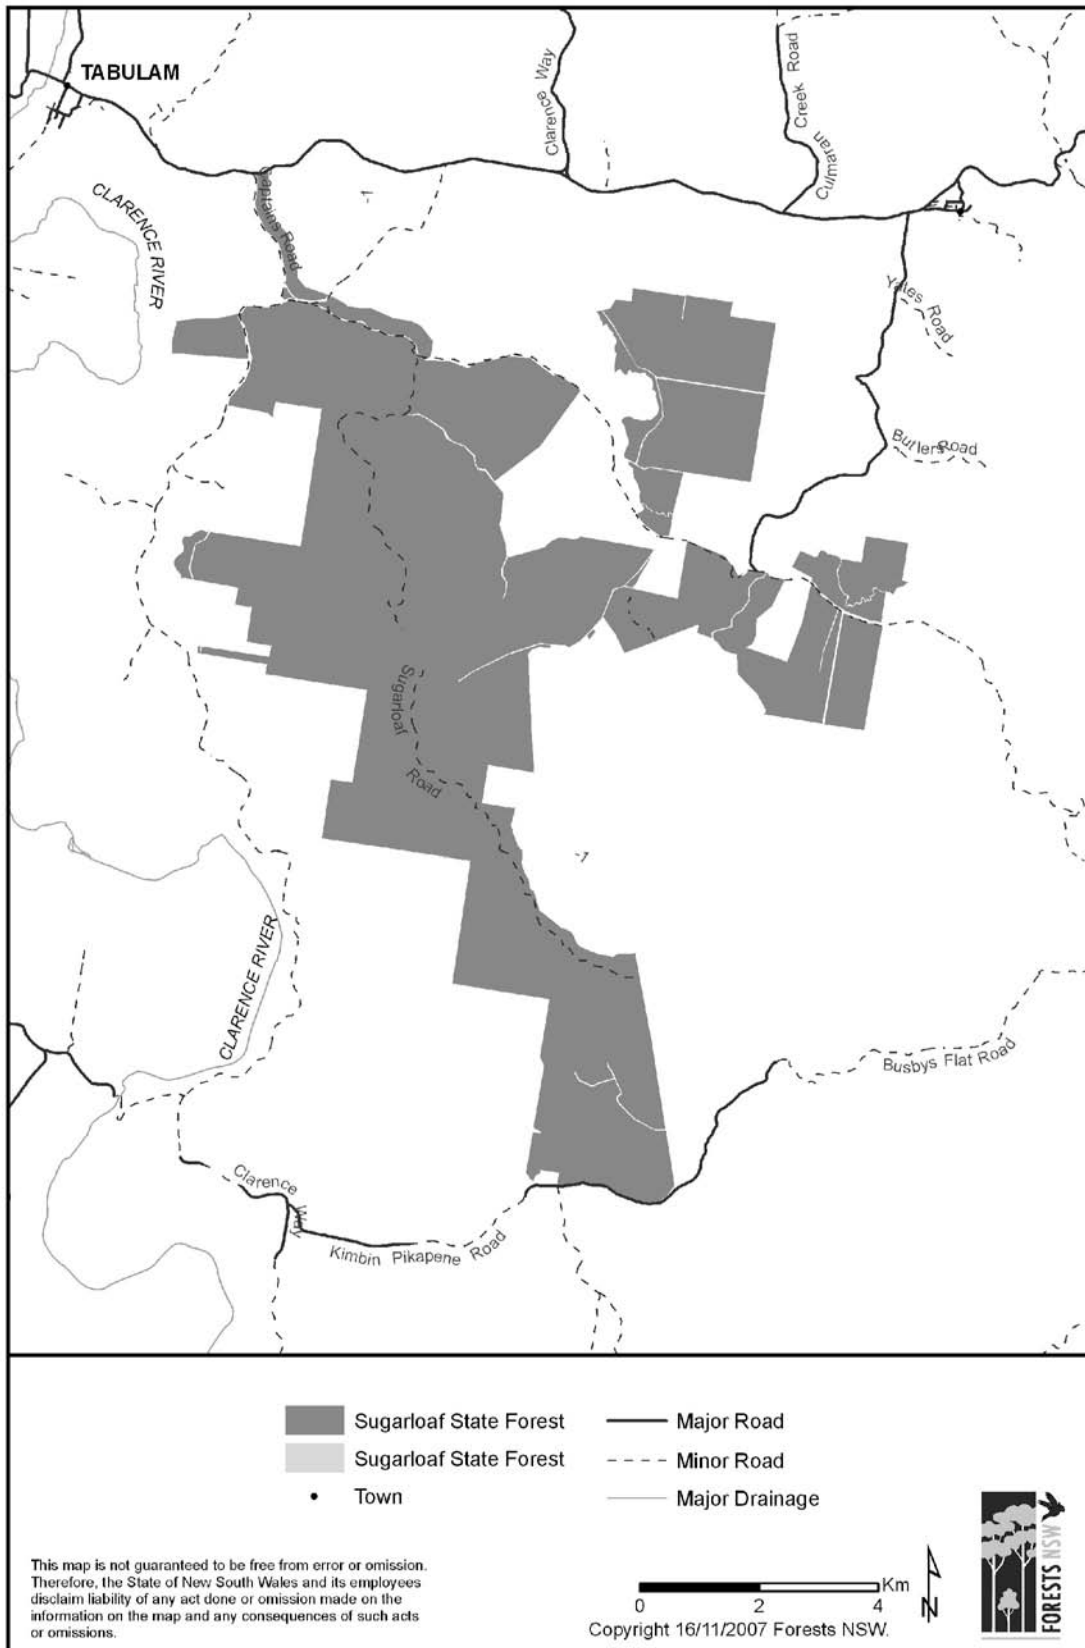 TABULAM
Clarence Way
Creek Road
Culmaran
CLARENCE RIVER
Road
Yates Road
Butlers Road
Sugarloaf
Road
CLARENCE RIVER
Busbys Flat Road
Clarence Way
Kimbin Pikapene Road
Sugarloaf State Forest
Major Road
Sugarloaf State Forest
Minor Road
Town
Major Drainage
This map is not guaranteed to be free from error or omission.
Therefore, the State of New South Wales and its employees
disclaim liability of any act done or omission made on the
information on the map and any consequences of such acts
or omissions.
Km
0 2 4
N
Copyright 16/11/2007 Forests NSW.
FORESTS NSW